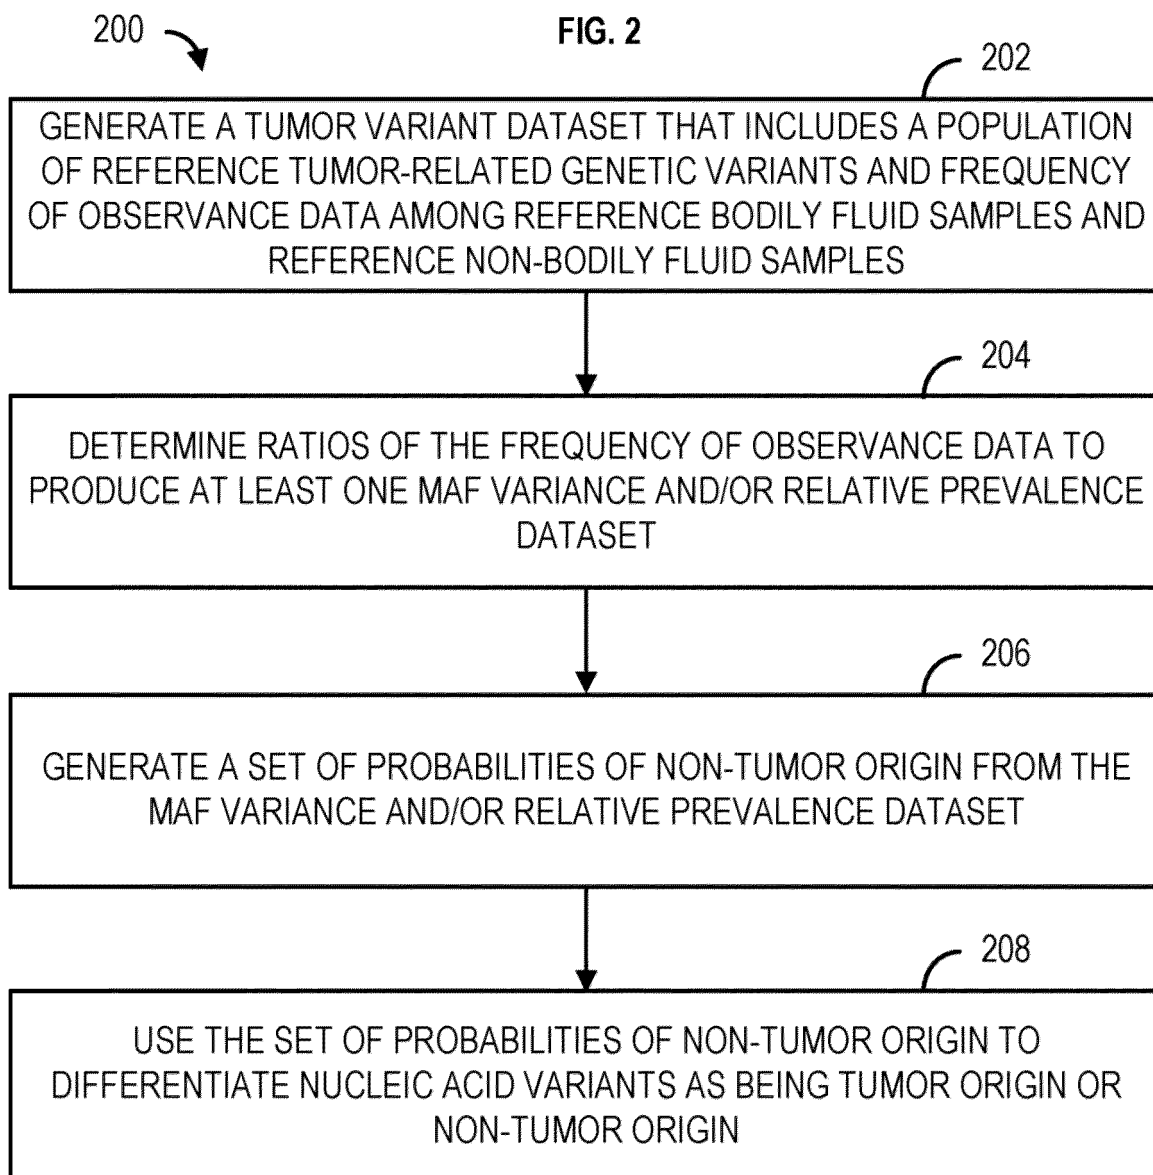 200
FIG. 2
202
GENERATE A TUMOR VARIANT DATASET THAT INCLUDES A POPULATION
OF REFERENCE TUMOR-RELATED GENETIC VARIANTS AND FREQUENCY
OF OBSERVANCE DATA AMONG REFERENCE BODILY FLUID SAMPLES AND
REFERENCE NON-BODILY FLUID SAMPLES
204
DETERMINE RATIOS OF THE FREQUENCY OF OBSERVANCE DATA TO
PRODUCE AT LEAST ONE MAF VARIANCE AND/OR RELATIVE PREVALENCE
DATASET
206
GENERATE A SET OF PROBABILITIES OF NON-TUMOR ORIGIN FROM THE
MAF VARIANCE AND/OR RELATIVE PREVALENCE DATASET
208
USE THE SET OF PROBABILITIES OF NON-TUMOR ORIGIN TO
DIFFERENTIATE NUCLEIC ACID VARIANTS AS BEING TUMOR ORIGIN OR
NON-TUMOR ORIGIN